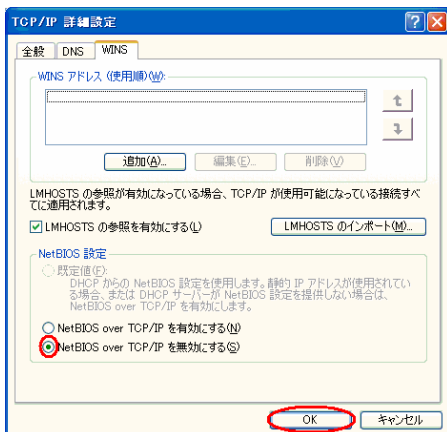 TCP/IP 詳細設定
全般 DNS WINS
WINS アドレス (使用順)(W):
追加(A)... 編集(E)... 削除(V)
LMHOSTS の参照が有効になっている場合、TCP/IP が使用可能になっている接続すべ
てに適用されます。
LMHOSTS の参照を有効にする(L)
LMHOSTS のインポート(M)...
NetBIOS 設定
既定値(F):
DHCP からの NetBIOS 設定を使用します。静的 IP アドレスが使用されてい
る場合、または DHCP サーバーが NetBIOS 設定を提供しない場合は、
NetBIOS over TCP/IP を有効にします。
NetBIOS over TCP/IP を有効にする(N)
NetBIOS over TCP/IP を無効にする(S)
OK キャンセル